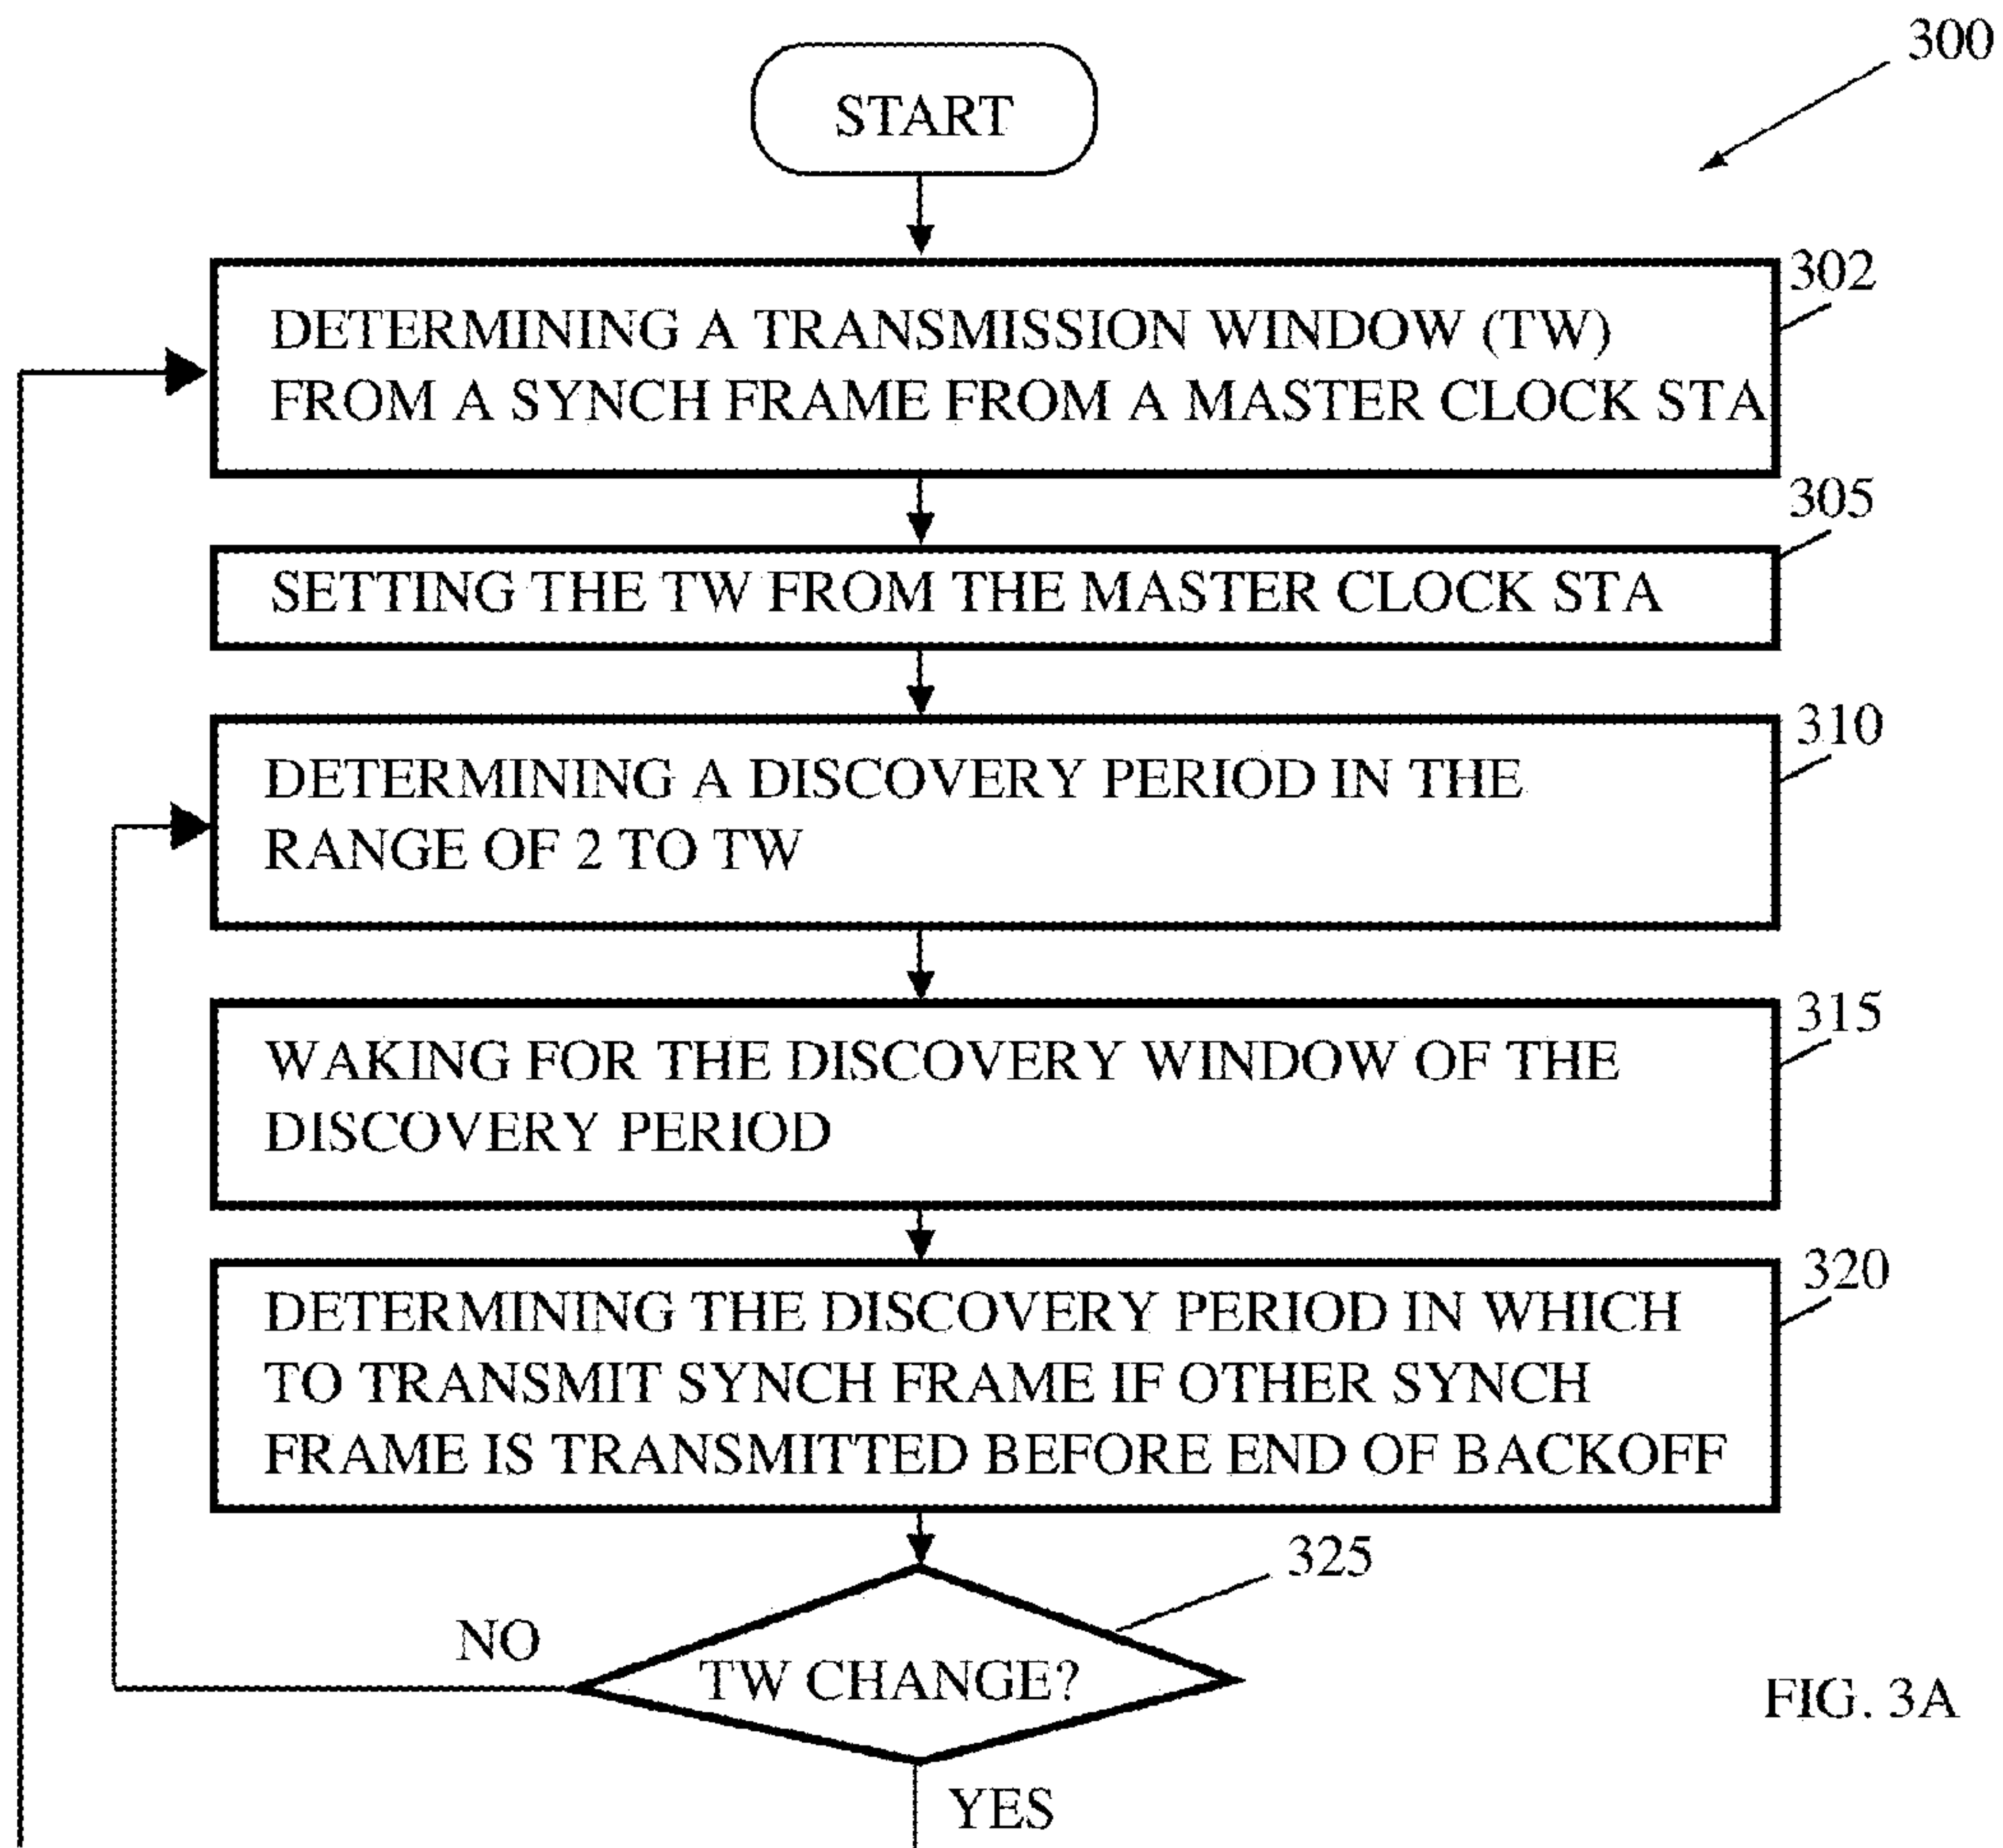 300
START
302
DETERMINING A TRANSMISSION WINDOW (TW)
FROM A SYNCH FRAME FROM A MASTER CLOCK STA
305
SETTING THE TW FROM THE MASTER CLOCK STA
310
DETERMINING A DISCOVERY PERIOD IN THE
RANGE OF 2 TO TW
315
WAKING FOR THE DISCOVERY WINDOW OF THE
DISCOVERY PERIOD
320
DETERMINING THE DISCOVERY PERIOD IN WHICH
TO TRANSMIT SYNCH FRAME IF OTHER SYNCH
FRAME IS TRANSMITTED BEFORE END OF BACKOFF
325
NO
TW CHANGE?
FIG. 3A
YES